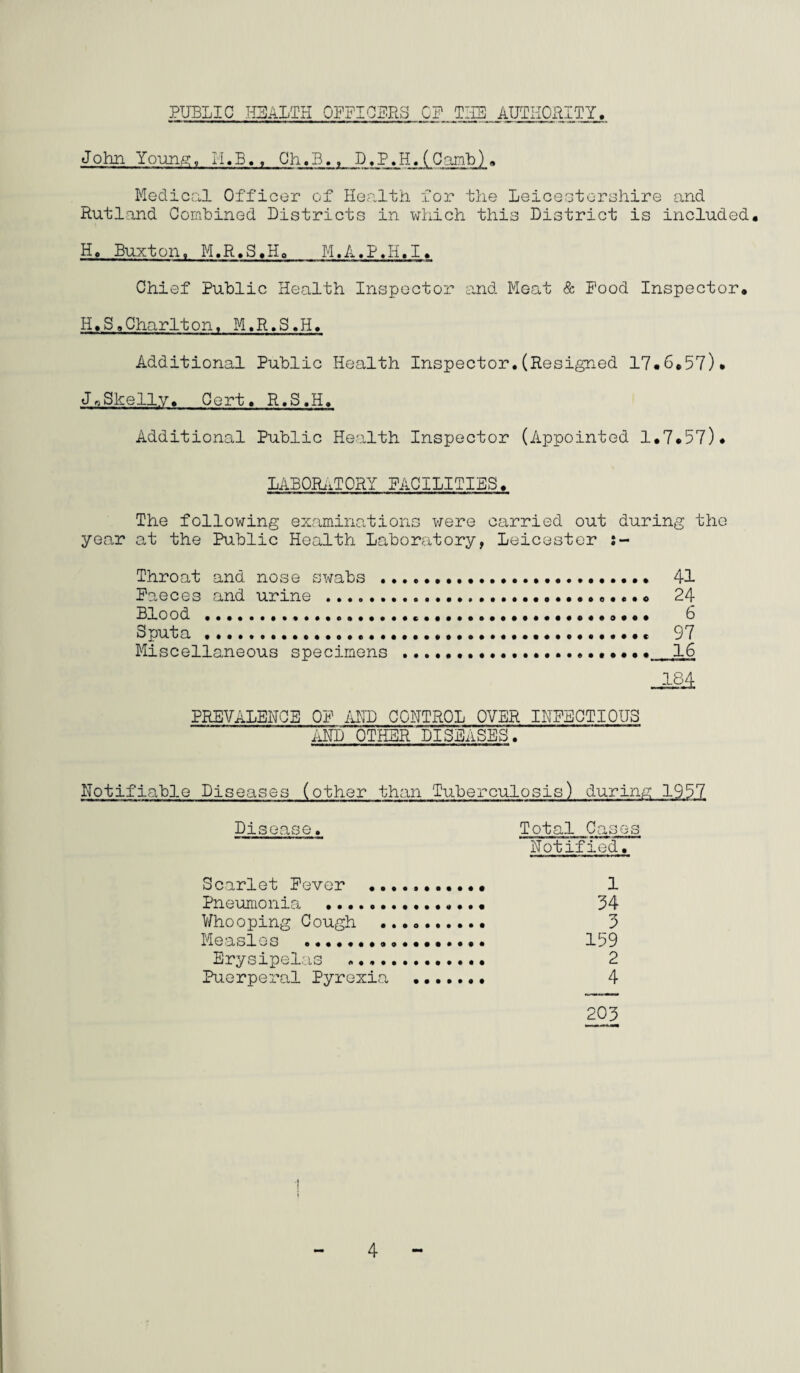 PUBLIC HEALTH OFFICERS OF THE AUTHORITY.
John Young, M.B., Ch.B., D.P.H.(Camb).
Medical Officer of Health for the Leicestershire and
Rutland Combined Districts in which this District is included.
H. Buxton, M.R.S.H. M.A.P.H.I.
Chief Public Health Inspector and Meat & Food Inspector.
H.S.Charlton, M.R.S.H.
Additional Public Health Inspector.(Resigned 17.6.57).
J.Skelly. Cert. R.S.H.
Additional Public Health Inspector (Appointed 1.7.57).
LABORATORY FACILITIES.
The following examinations were carried out during the
year at the Public Health Laboratory, Leicester :-
Throat and nose swabs ......................... 41
Faeces and urine .............................. 24
Blood ......................................... 6
Sputa ......................................... 97
Miscellaneous specimens ....................... 16
184
PREVALENCE OF AND CONTROL OVER INFECTIOUS
AND OTHER DISEASES.
Notifiable Diseases (other than Tuberculosis) during 1957
Disease. Total Cases
Notified.
Scarlet Fever ........... 1
Pneumonia ............... 34
Whooping Cough .......... 3
Measles ................. 159
Erysipelas ............. 2
Puerperal Pyrexia ....... 4
203
- 4 -